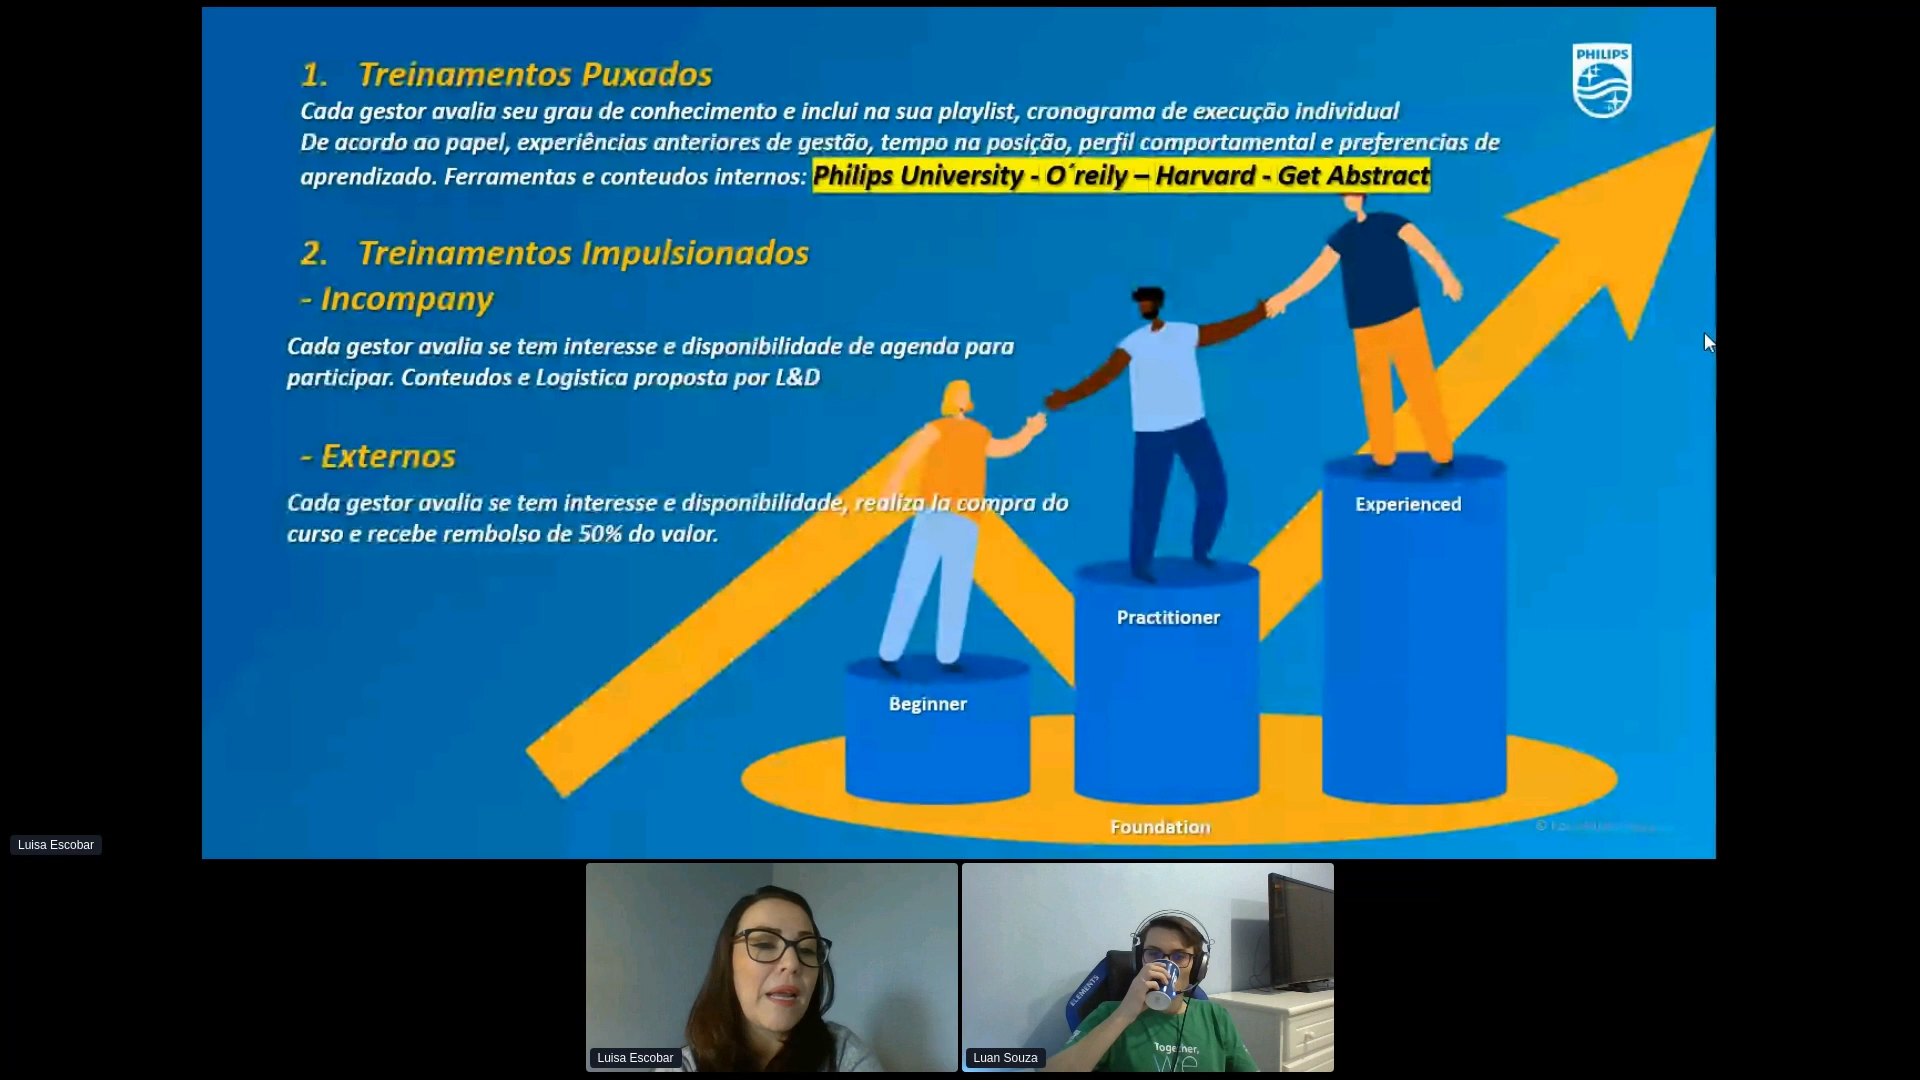 PHILIPS
1. Treinamentos Puxados
Cada gestor avalia seu grau de conhecimento e inclui na sua playlist, cronograma de execução individual
De acordo ao papel, experiências anteriores de gestão, tempo na posição, perfil comportamental e preferencias de
aprendizado. Ferramentas e conteudos internos: Philips University - O´reily – Harvard - Get Abstract
2. Treinamentos Impulsionados
- Incompany
Cada gestor avalia se tem interesse e disponibilidade de agenda para
participar. Conteudos e Logistica proposta por L&D
- Externos
Cada gestor avalia se tem interesse e disponibilidade, realiza la compra do
curso e recebe rembolso de 50% do valor.
Experienced
Practitioner
Beginner
Foundation
Luisa Escobar
Luisa Escobar
ELEMENTS
Together,
we
Luan Souza